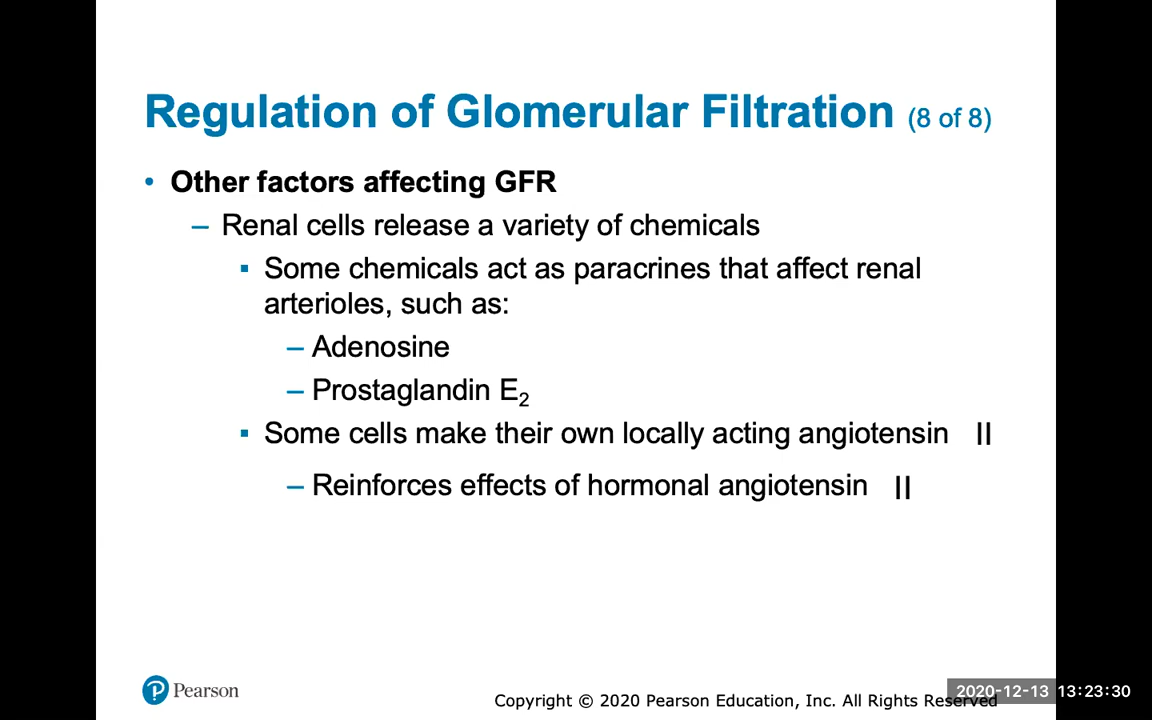 Regulation of Glomerular Filtration (8 of 8)
• Other factors affecting GFR
– Renal cells release a variety of chemicals
▪ Some chemicals act as paracrines that affect renal
arterioles, such as:
– Adenosine
– Prostaglandin E₂
▪ Some cells make their own locally acting angiotensin II
– Reinforces effects of hormonal angiotensin II
Pearson
Copyright © 2020 Pearson Education, Inc. All Rights Reserved
2020-12-13 13:23:30